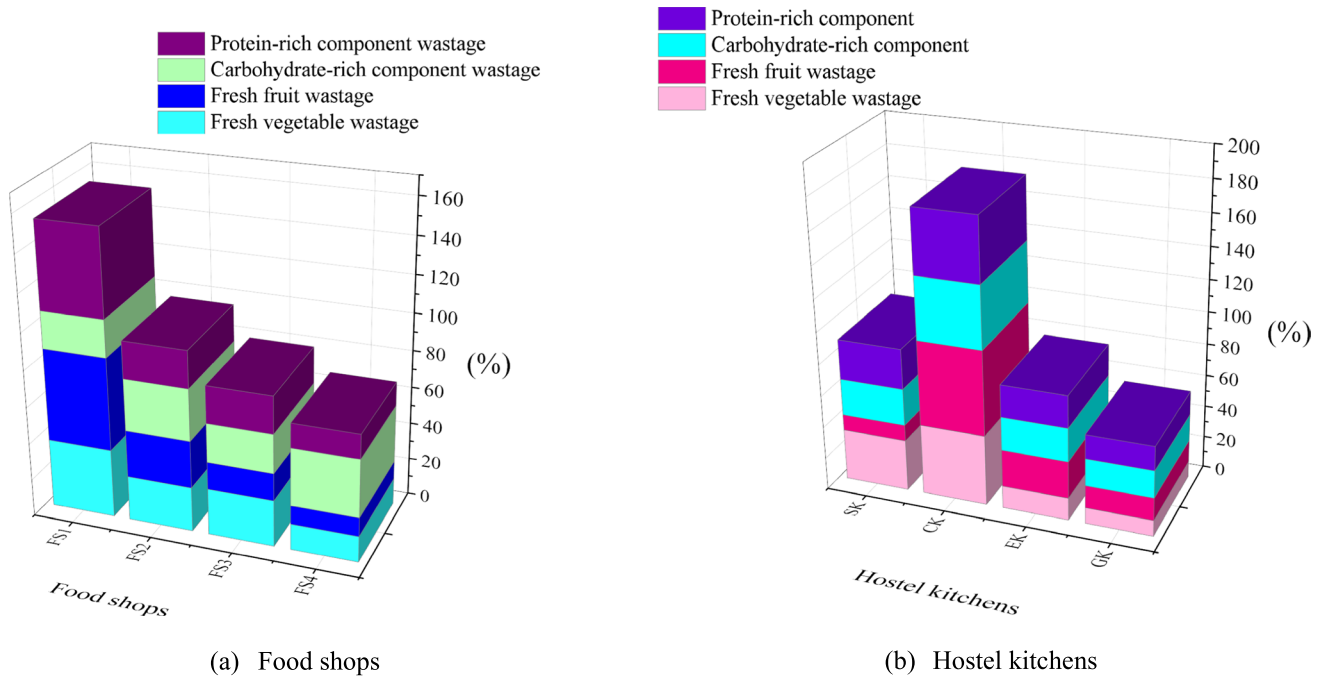 Protein-rich component wastage
Carbohydrate-rich component wastage
Fresh fruit wastage
Fresh vegetable wastage
160
140
120
100
80
60
40
20
0
(%)
FS1
FS2
FS3
FS4
Food shops
(a) Food shops
Protein-rich component
Carbohydrate-rich component
Fresh fruit wastage
Fresh vegetable wastage
200
180
160
140
120
100
80
60
40
20
0
(%)
SK
CK
EK
GK
Hostel kitchens
(b) Hostel kitchens